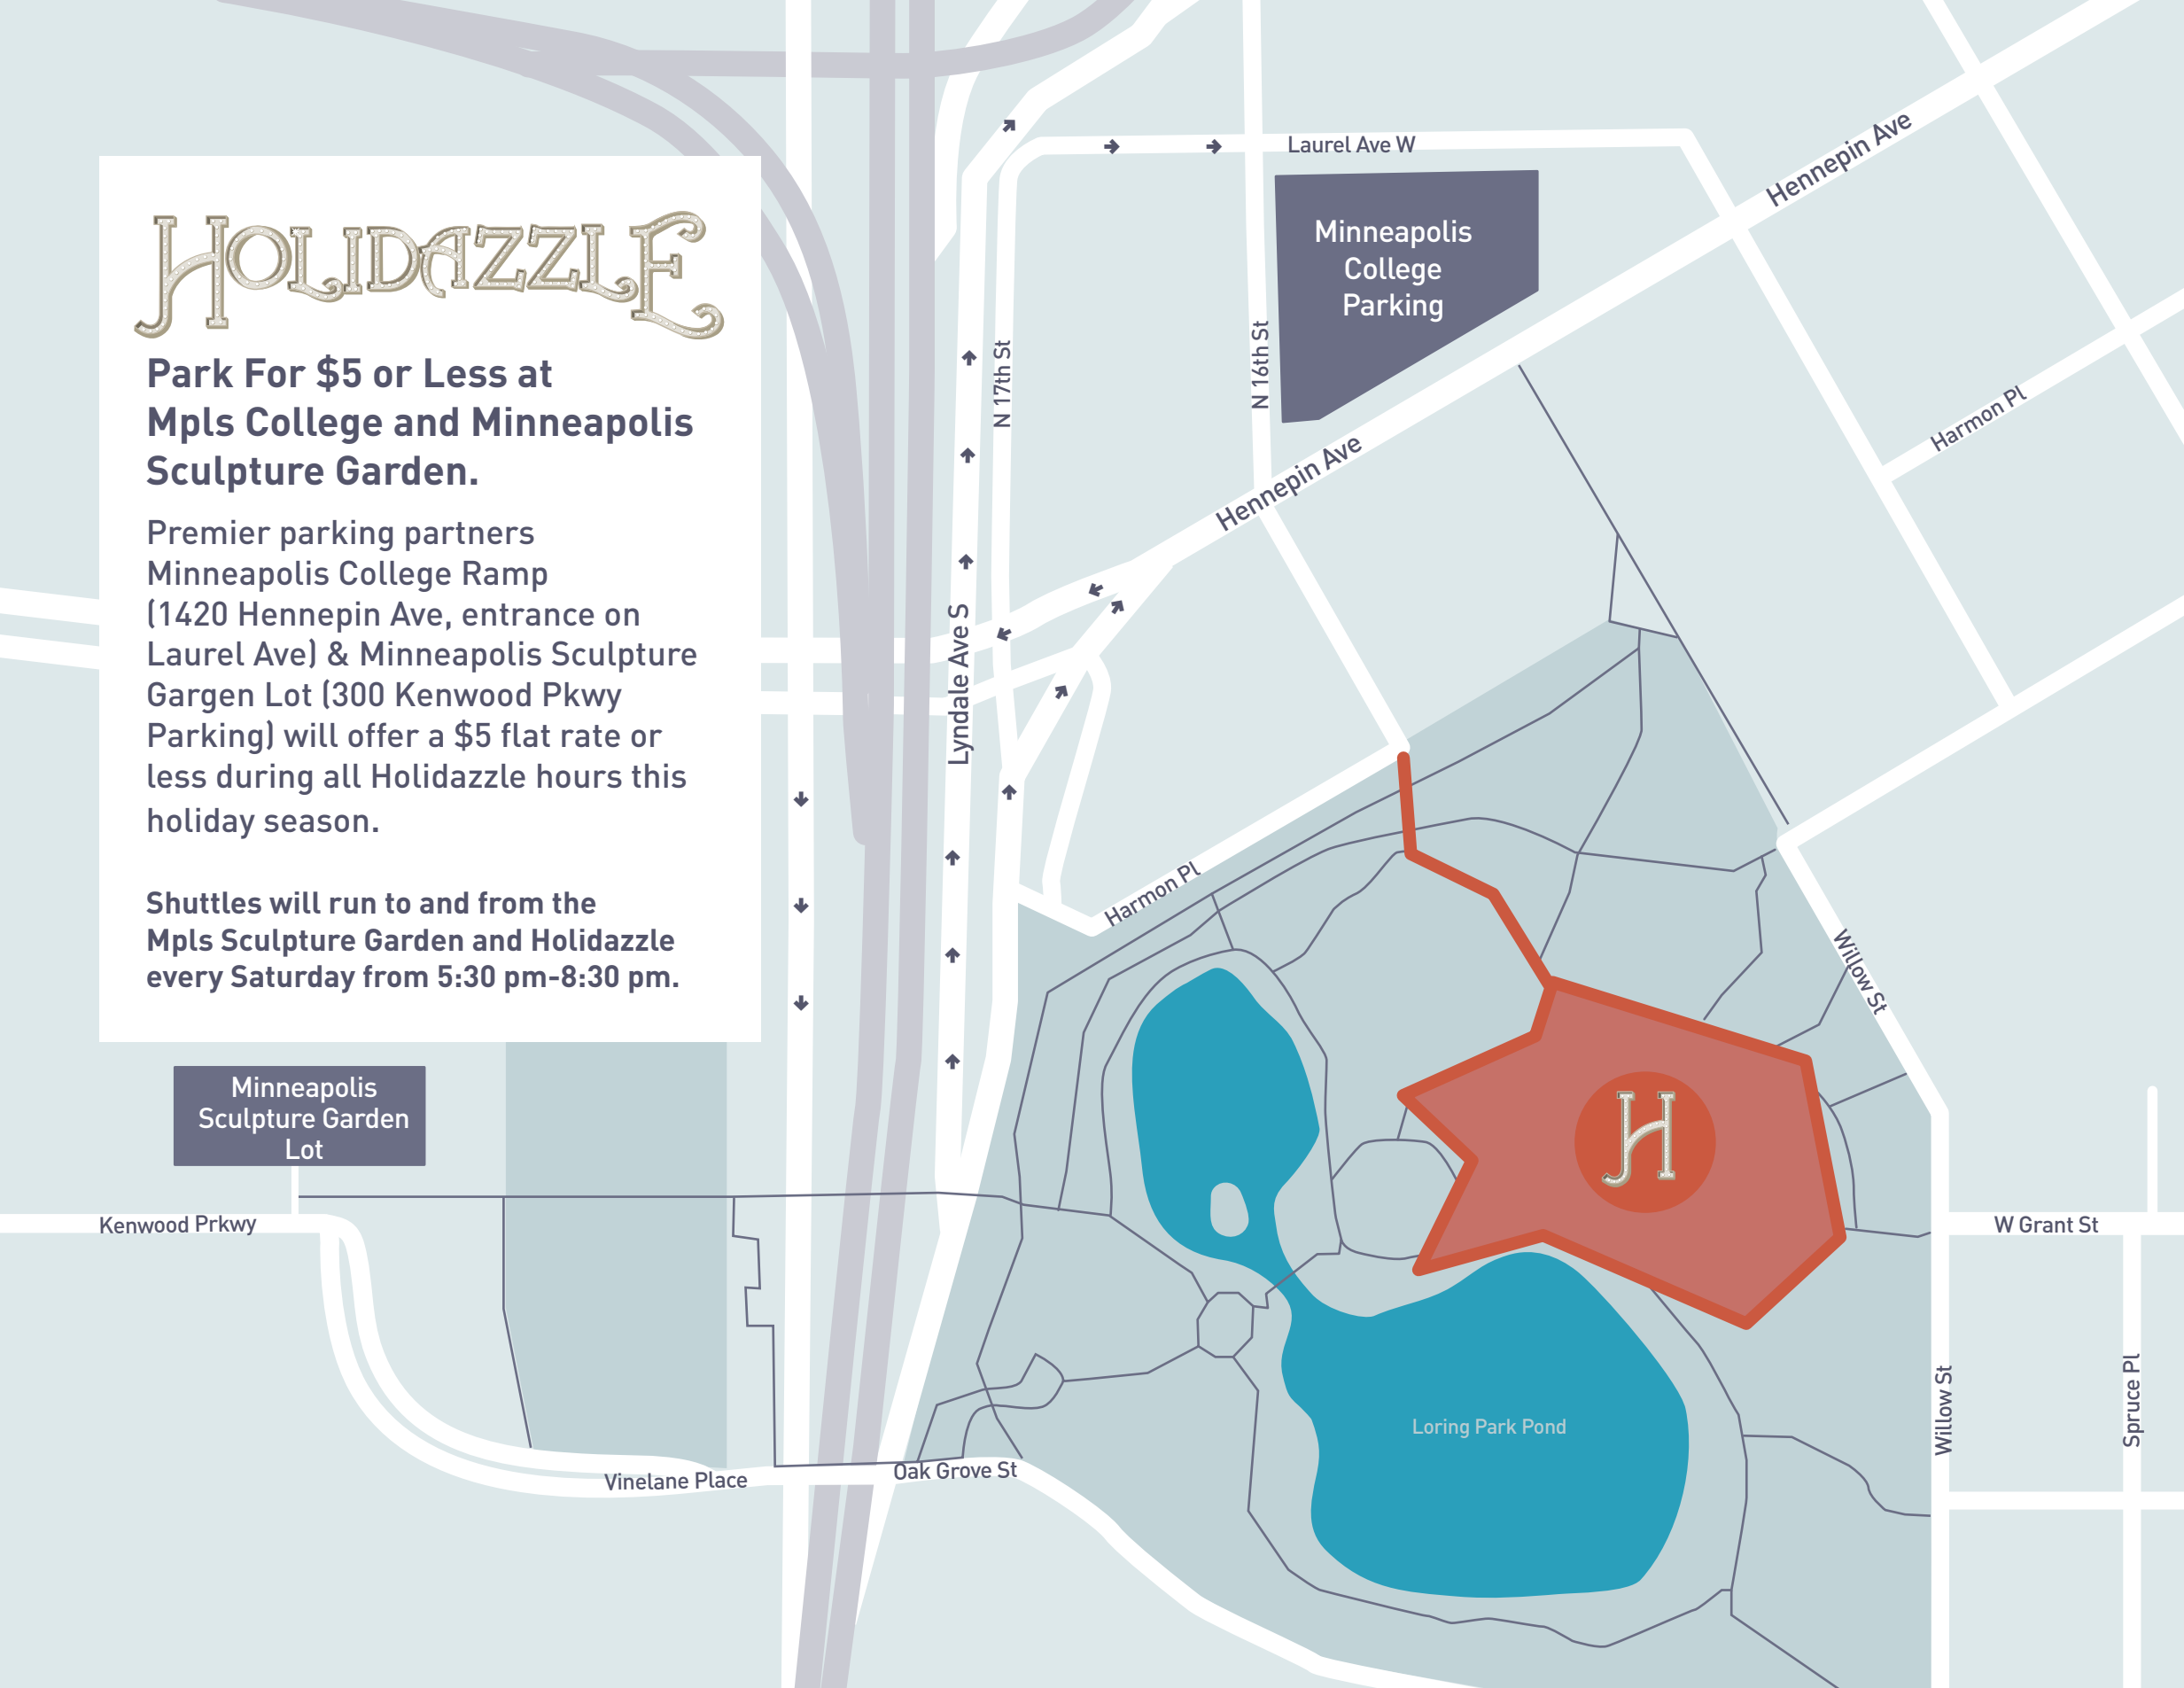 HOLIDAZZLE
Park For $5 or Less at
Mpls College and Minneapolis
Sculpture Garden.
Premier parking partners
Minneapolis College Ramp
(1420 Hennepin Ave, entrance on
Laurel Ave) & Minneapolis Sculpture
Gargen Lot (300 Kenwood Pkwy
Parking) will offer a $5 flat rate or
less during all Holidazzle hours this
holiday season.
Shuttles will run to and from the
Mpls Sculpture Garden and Holidazzle
every Saturday from 5:30 pm-8:30 pm.
Minneapolis
Sculpture Garden
Lot
Kenwood Prkwy
Vinelane Place
Oak Grove St
Lyndale Ave S
N 17th St
N 16th St
Laurel Ave W
Minneapolis
College
Parking
Hennepin Ave
Hennepin Ave
Harmon Pl
Harmon Pl
Willow St
H
W Grant St
Loring Park Pond
Willow St
Spruce Pl